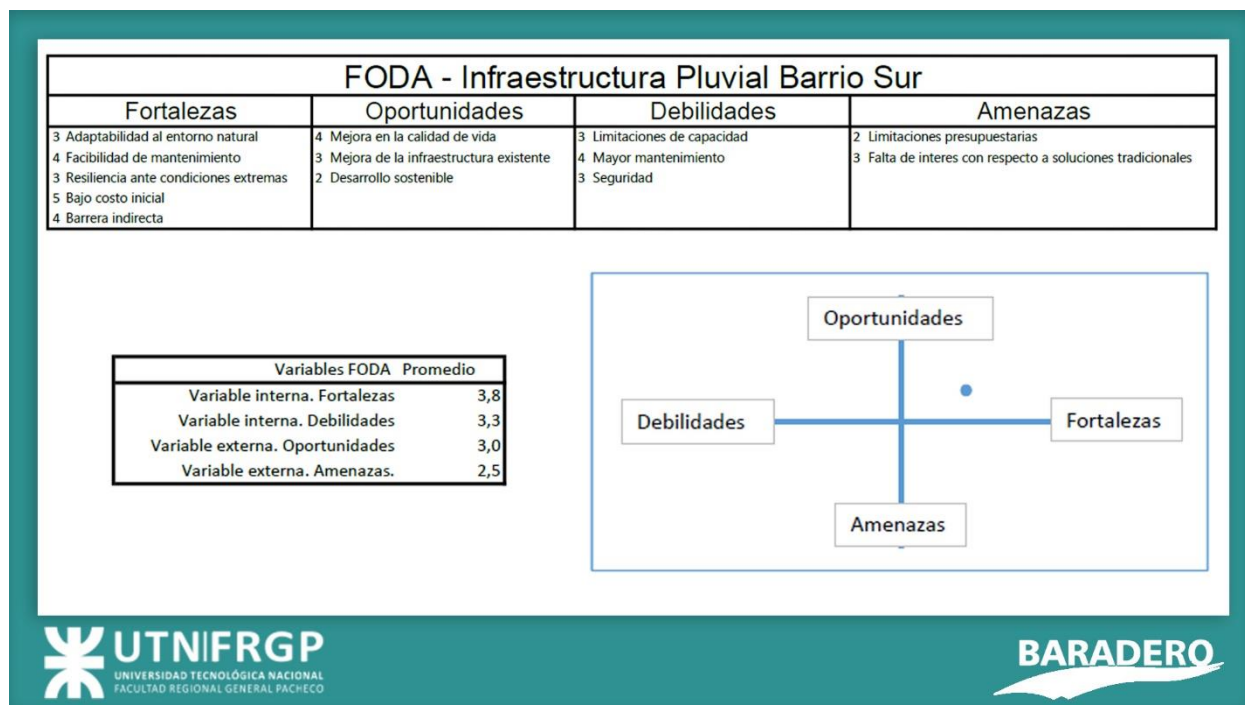 FODA - Infraestructura Pluvial Barrio Sur
Fortalezas
3 Adaptabilidad al entorno natural
4 Facibilidad de mantenimiento
3 Resiliencia ante condiciones extremas
5 Bajo costo inicial
4 Barrera indirecta
Oportunidades
4 Mejora en la calidad de vida
3 Mejora de la infraestructura existente
2 Desarrollo sostenible
Debilidades
3 Limitaciones de capacidad
4 Mayor mantenimiento
3 Seguridad
Amenazas
2 Limitaciones presupuestarias
3 Falta de interes con respecto a soluciones tradicionales
Variables FODA Promedio
Variable interna. Fortalezas 3,8
Variable interna. Debilidades 3,3
Variable externa. Oportunidades 3,0
Variable externa. Amenazas. 2,5
Oportunidades
Debilidades
Fortalezas
Amenazas
UTN|FRGP
UNIVERSIDAD TECNOLÓGICA NACIONAL
FACULTAD REGIONAL GENERAL PACHECO
BARADERO